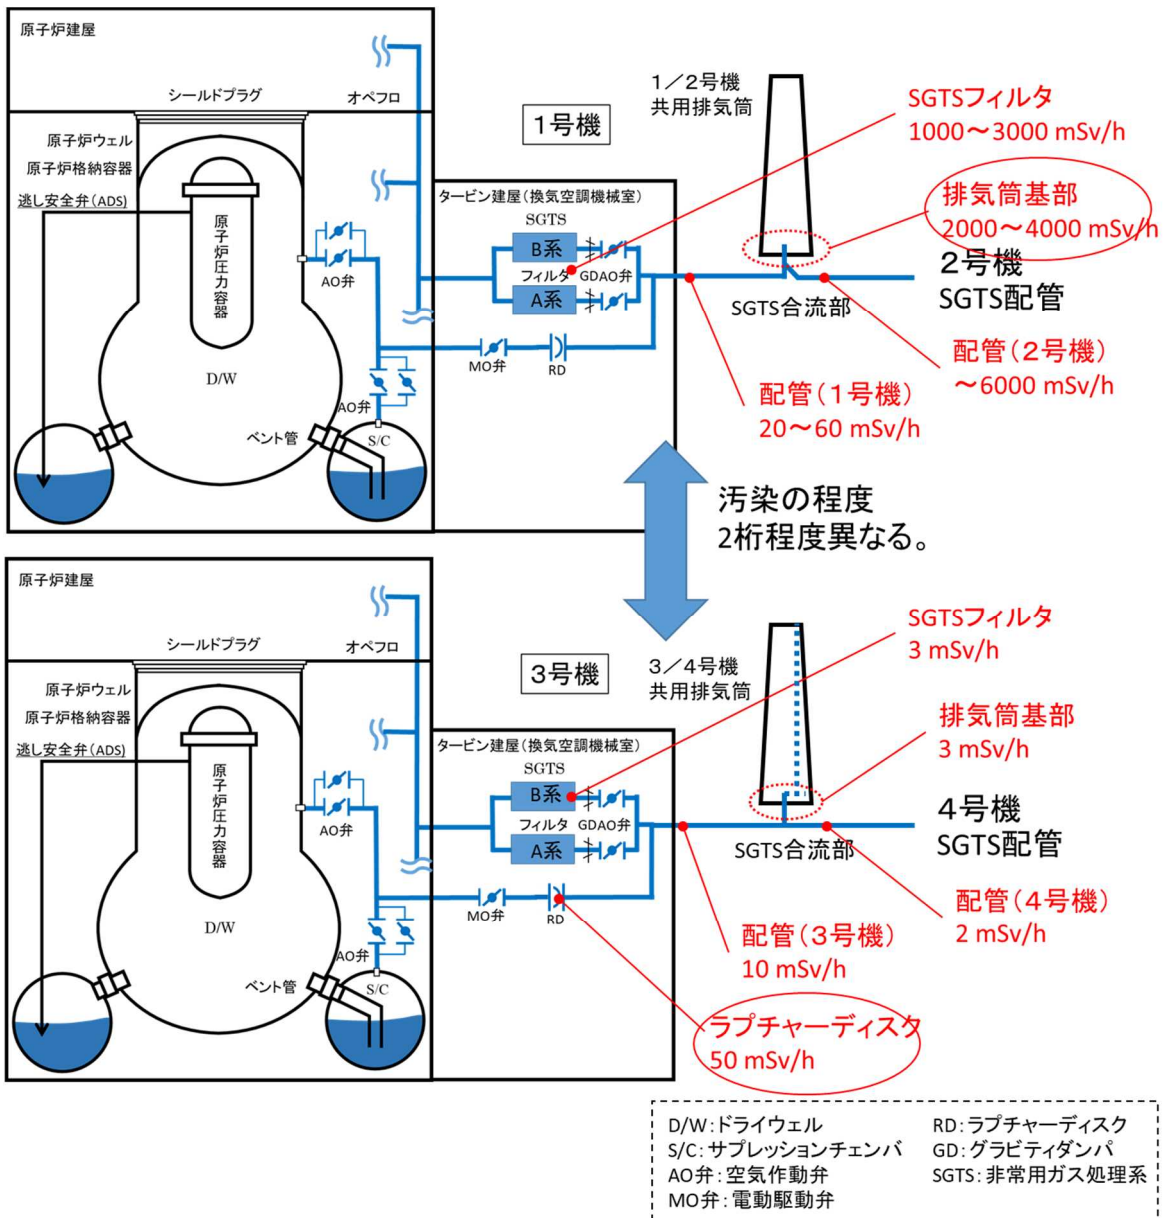 原子炉建屋
シールドプラグ
オペフロ
原子炉ウェル
原子炉格納容器
逃し安全弁(ADS)
原子炉圧力容器
AO弁
D/W
AO弁
ベント管
S/C
1号機
タービン建屋(換気空調機械室)
SGTS
B系
フィルタ
GD
AO弁
A系
MO弁
RD
1/2号機
共用排気筒
SGTSフィルタ
1000~3000 mSv/h
排気筒基部
2000~4000 mSv/h
2号機
SGTS配管
SGTS合流部
配管(2号機)
~6000 mSv/h
配管(1号機)
20~60 mSv/h
汚染の程度
2桁程度異なる。
原子炉建屋
シールドプラグ
オペフロ
原子炉ウェル
原子炉格納容器
逃し安全弁(ADS)
原子炉圧力容器
AO弁
D/W
AO弁
ベント管
S/C
3号機
タービン建屋(換気空調機械室)
SGTS
B系
フィルタ
GD
AO弁
A系
MO弁
RD
3/4号機
共用排気筒
SGTSフィルタ
3 mSv/h
排気筒基部
3 mSv/h
4号機
SGTS配管
SGTS合流部
配管(4号機)
2 mSv/h
配管(3号機)
10 mSv/h
ラプチャーディスク
50 mSv/h
D/W:ドライウェル
S/C:サプレッションチェンバ
AO弁:空気作動弁
MO弁:電動駆動弁
RD:ラプチャーディスク
GD:グラビティダンパ
SGTS:非常用ガス処理系